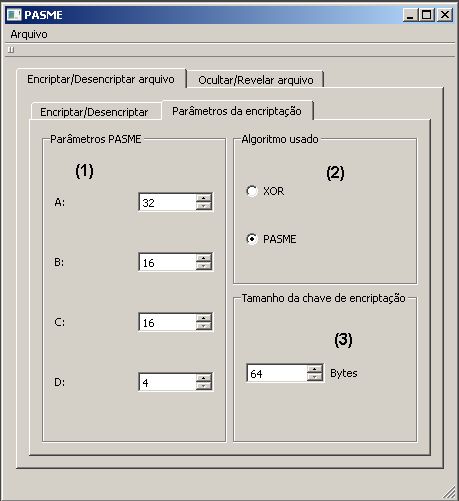 PASME
Arquivo
Encriptar/Desencriptar arquivo
Ocultar/Revelar arquivo
Encriptar/Desencriptar
Parâmetros da encriptação
Parâmetros PASME
(1)
A: 32
B: 16
C: 16
D: 4
Algoritmo usado
(2)
XOR
PASME
Tamanho da chave de encriptação
(3)
64 Bytes